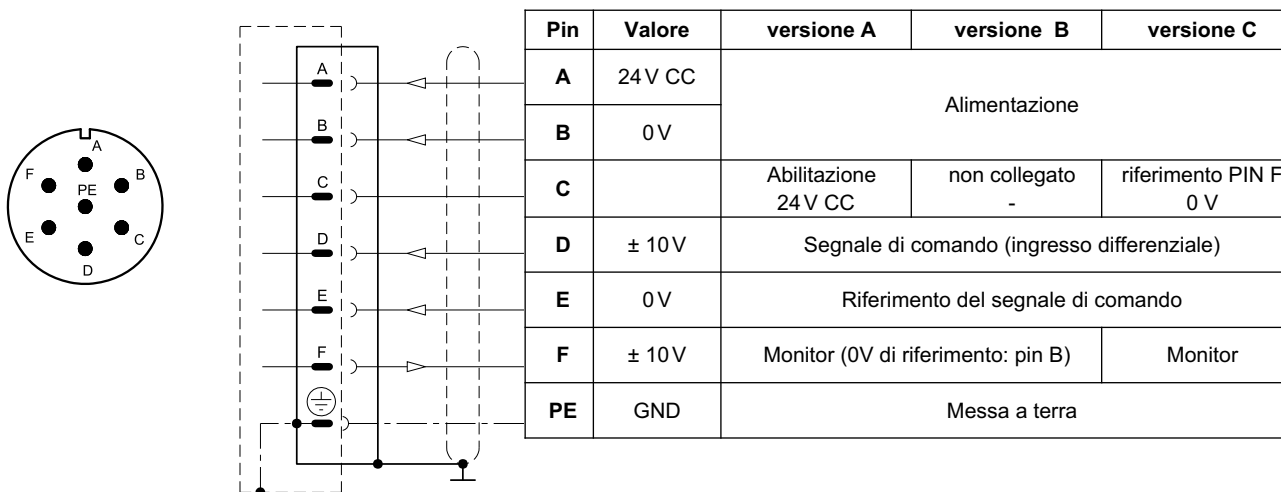 A
B
C
D
E
F
PE
A
B
C
D
E
F
Pin Valore versione A versione B versione C
A 24 V CC Alimentazione
B 0 V
C Abilitazione 24 V CC non collegato - riferimento PIN F 0 V
D ± 10 V Segnale di comando (ingresso differenziale)
E 0 V Riferimento del segnale di comando
F ± 10 V Monitor (0V di riferimento: pin B) Monitor
PE GND Messa a terra